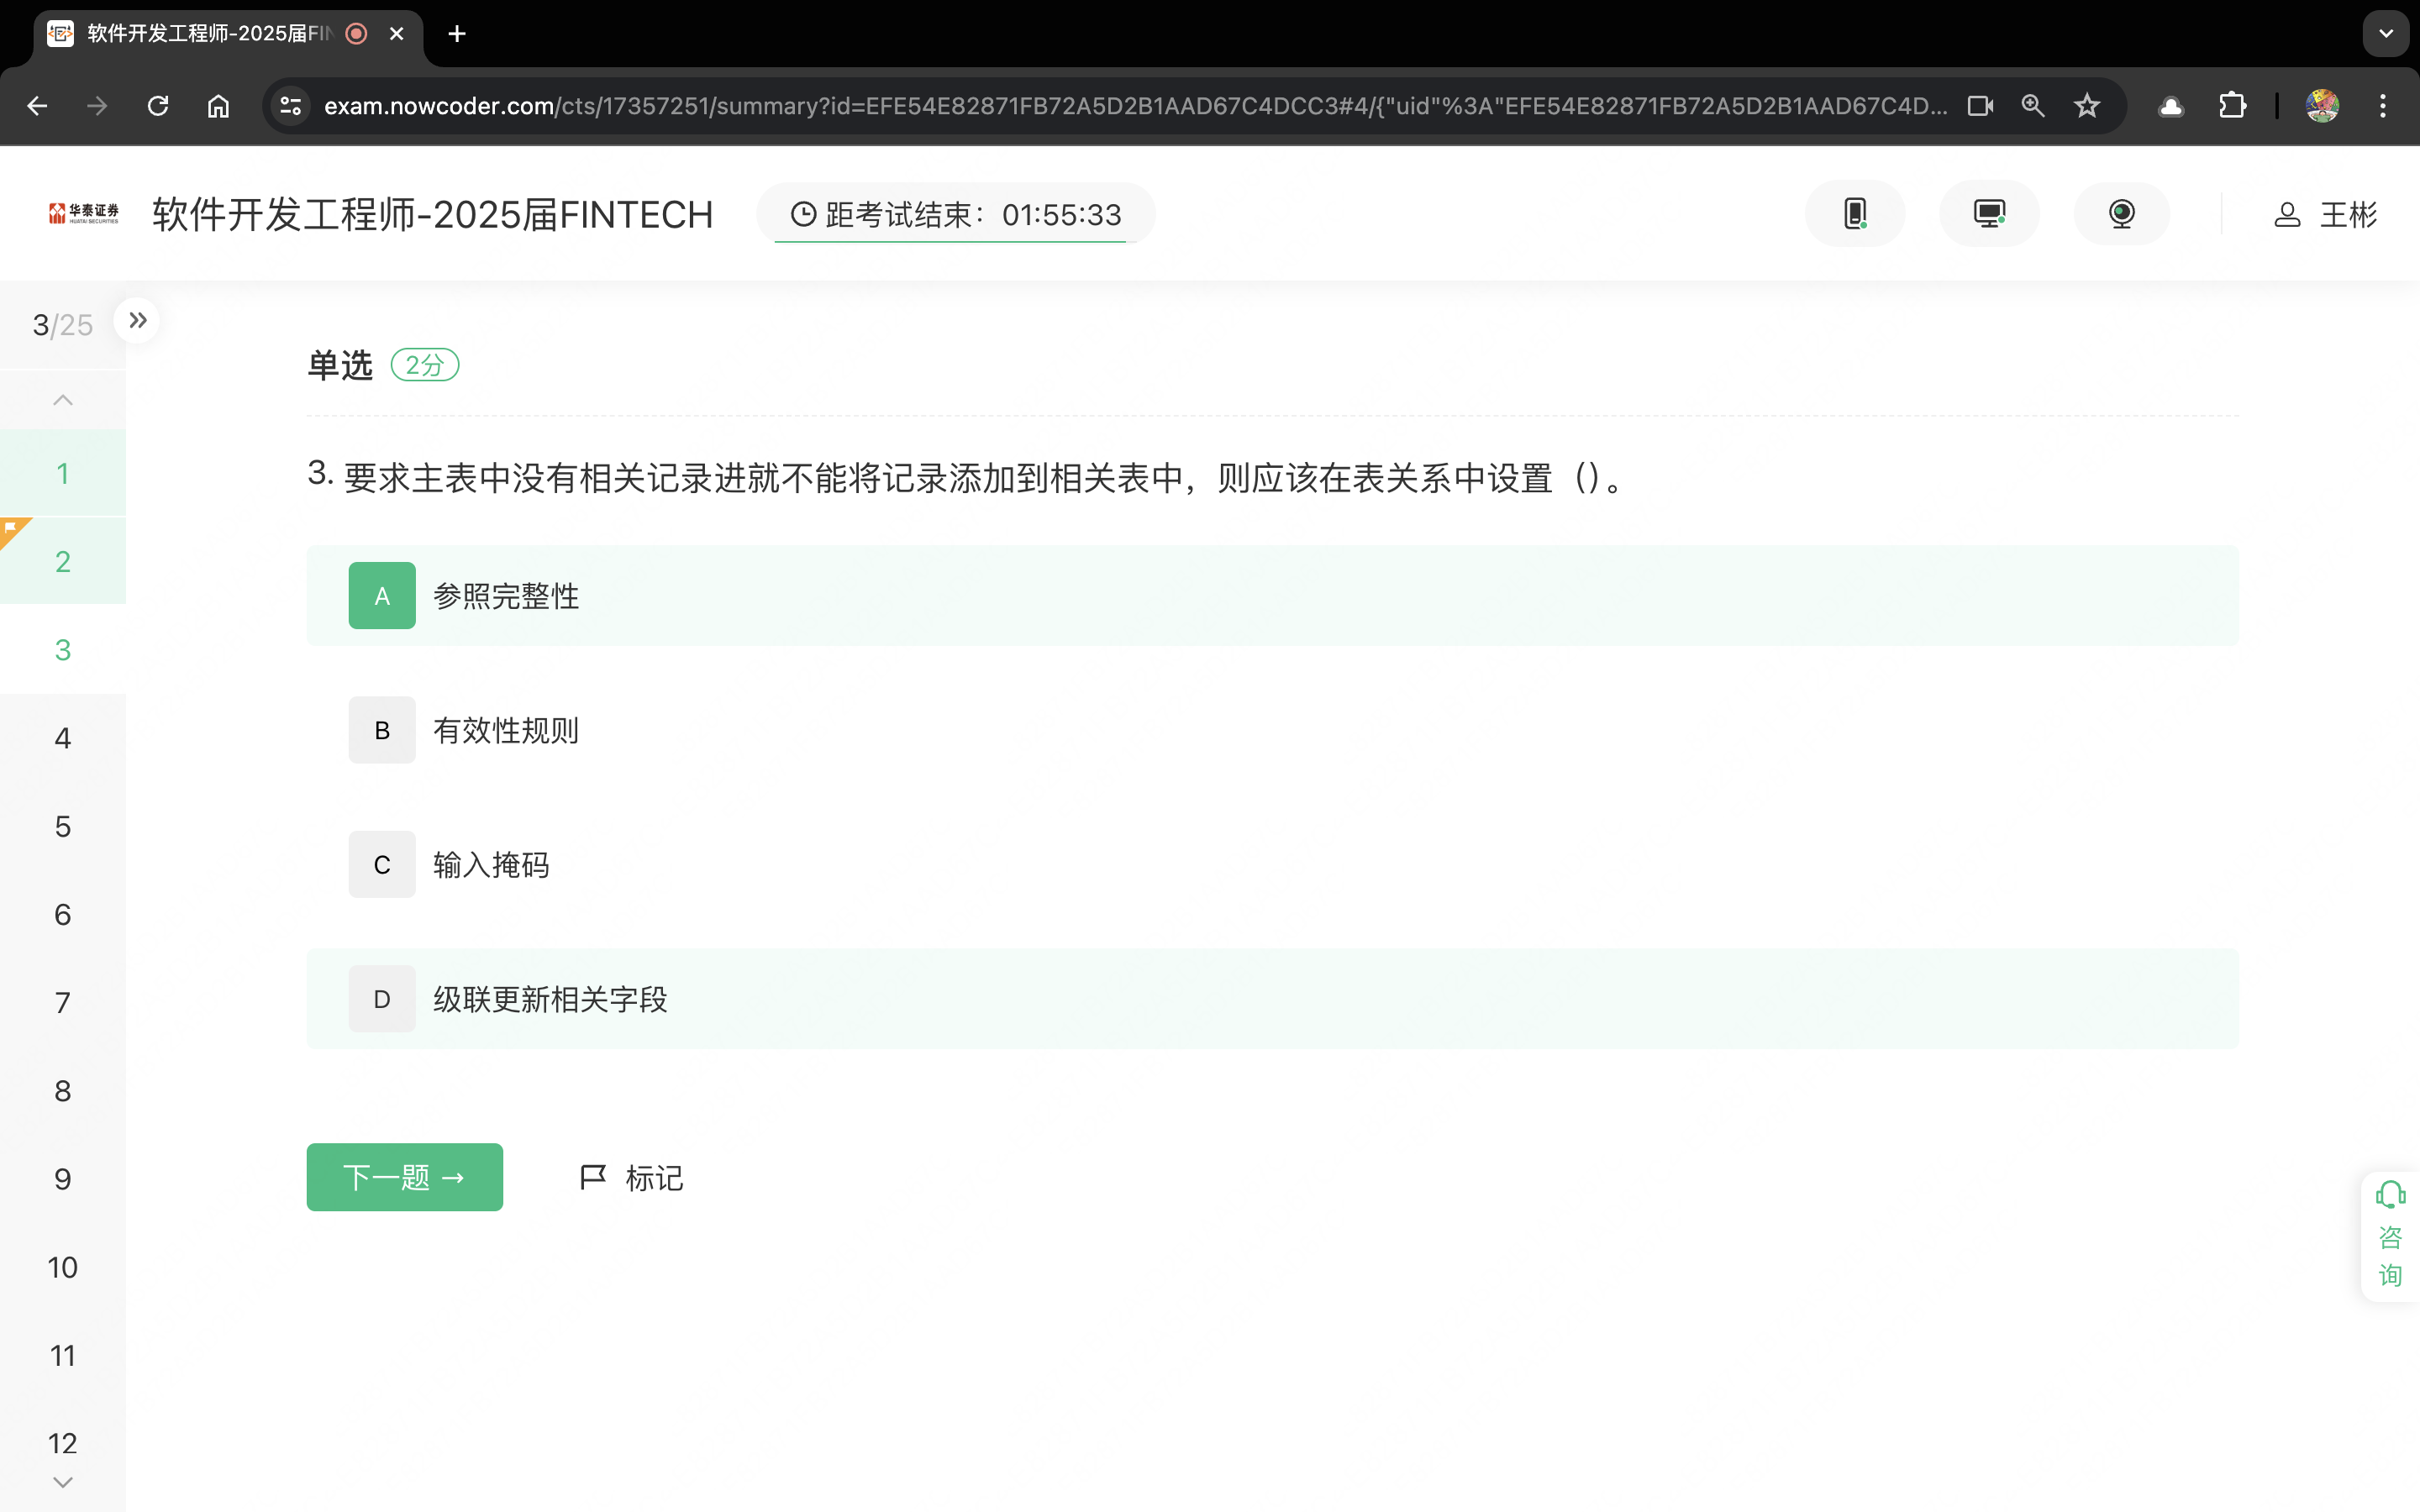 软件开发工程师-2025届FIN
exam.nowcoder.com/cts/17357251/summary?id=EFE54E82871FB72A5D2B1AAD67C4DCC3#4/{"uid"%3A"EFE54E82871FB72A5D2B1AAD67C4D...
华泰证券
HUATAI SECURITIES
软件开发工程师-2025届FINTECH
距考试结束：01:55:33
王彬
3/25
单选 2分
3. 要求主表中没有相关记录进就不能将记录添加到相关表中，则应该在表关系中设置（）。
A 参照完整性
B 有效性规则
C 输入掩码
D 级联更新相关字段
下一题 →
标记
1
2
3
4
5
6
7
8
9
10
11
12
咨
询